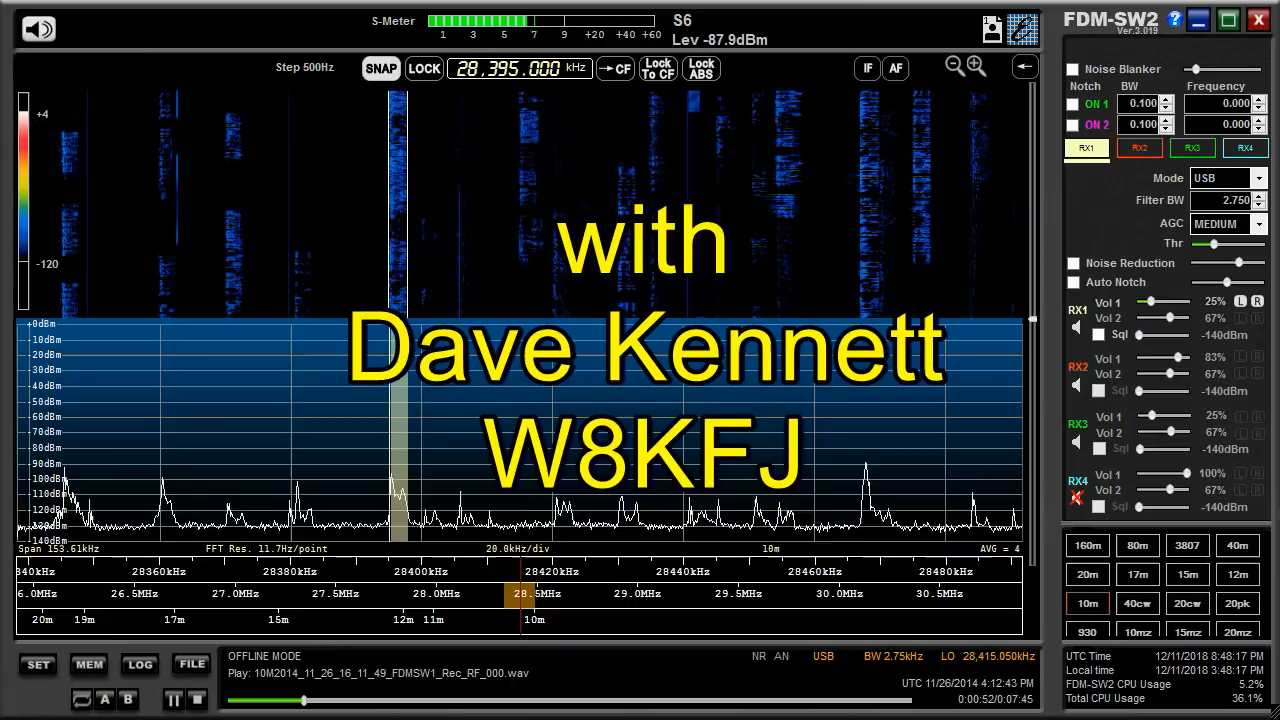 S-Meter
1 3 5 7 9 +20 +40 +60
S6
Lev -87.9dBm
FDM-SW2
Ver.3.019
Step 500Hz
SNAP
LOCK
28,395.000 kHz
→CF
Lock To CF
Lock ABS
IF
AF
+4
-120
with
Dave Kennett
W8KFJ
+0dBm
-10dBm
-20dBm
-30dBm
-40dBm
-50dBm
-60dBm
-70dBm
-80dBm
-90dBm
-100dBm
-110dBm
-120dBm
-130dBm
-140dBm
Span 153.61kHz FFT Res. 11.7Hz/point 20.0kHz/div 10m AVG = 4
340kHz 28360kHz 28380kHz 28400kHz 28420kHz 28440kHz 28460kHz 28480kHz
6.0MHz 26.5MHz 27.0MHz 27.5MHz 28.0MHz 28.5MHz 29.0MHz 29.5MHz 30.0MHz 30.5MHz
20m 19m 17m 15m 12m 11m 10m
SET MEM LOG FILE
A B
OFFLINE MODE
NR AN USB BW 2.75kHz LO 28,415.050kHz
Play: 10M2014_11_26_16_11_49_FDMSW1_Rec_RF_000.wav
UTC 11/26/2014 4:12:43 PM
0:00:52/0:07:45
Noise Blanker
Notch BW Frequency
ON 1 0.100 0.000
ON 2 0.100 0.000
RX1 RX2 RX3 RX4
Mode USB
Filter BW 2.750
AGC MEDIUM
Thr
Noise Reduction
Auto Notch
RX1 Vol 1 25% L R
Vol 2 67% L R
Sql -140dBm
RX2 Vol 1 83% L R
Vol 2 67% L R
Sql -140dBm
RX3 Vol 1 25% L R
Vol 2 67% L R
Sql -140dBm
RX4 Vol 1 100% L R
Vol 2 67% L R
Sql -140dBm
160m 80m 3807 40m
20m 17m 15m 12m
10m 40cw 20cw 20pk
930 10mz 15mz 20mz
UTC Time 12/11/2018 8:48:17 PM
Local time 12/11/2018 8:48:17 PM
FDM-SW2 CPU Usage 5.2%
Total CPU Usage 36.1%